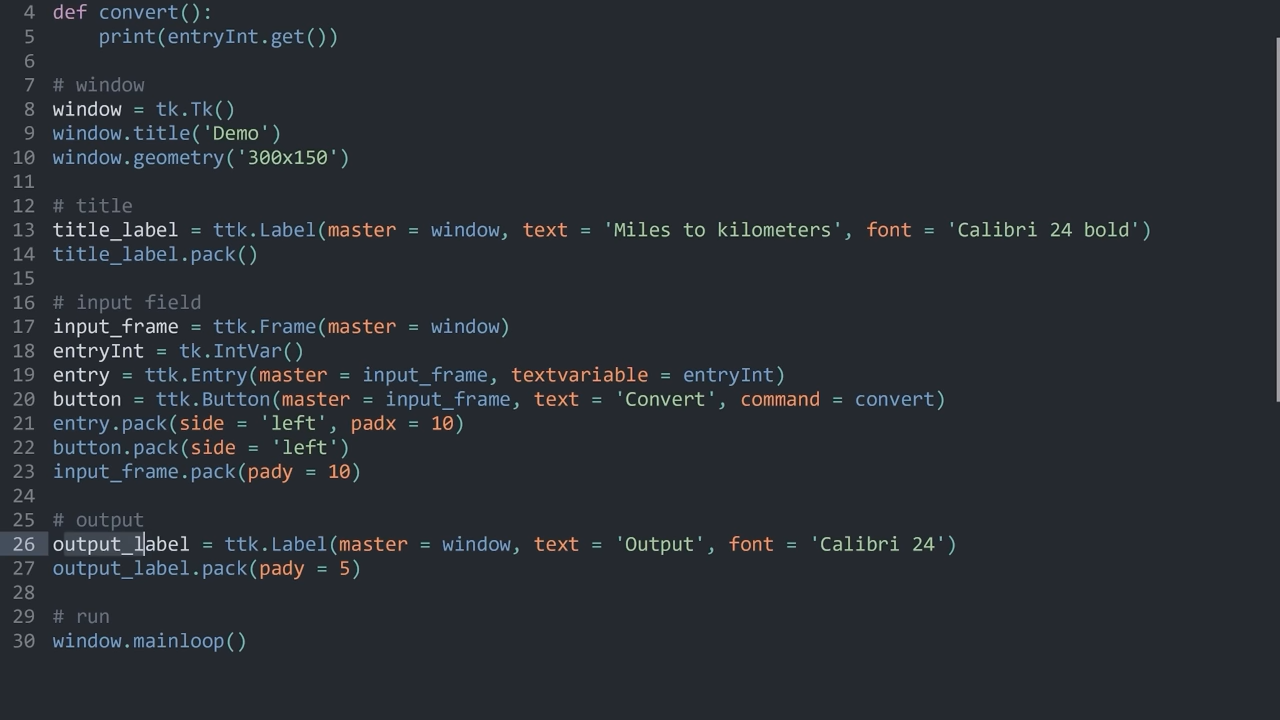 4 def convert():
5     print(entryInt.get())
6
7 # window
8 window = tk.Tk()
9 window.title('Demo')
10 window.geometry('300x150')
11
12 # title
13 title_label = ttk.Label(master = window, text = 'Miles to kilometers', font = 'Calibri 24 bold')
14 title_label.pack()
15
16 # input field
17 input_frame = ttk.Frame(master = window)
18 entryInt = tk.IntVar()
19 entry = ttk.Entry(master = input_frame, textvariable = entryInt)
20 button = ttk.Button(master = input_frame, text = 'Convert', command = convert)
21 entry.pack(side = 'left', padx = 10)
22 button.pack(side = 'left')
23 input_frame.pack(pady = 10)
24
25 # output
26 output_label = ttk.Label(master = window, text = 'Output', font = 'Calibri 24')
27 output_label.pack(pady = 5)
28
29 # run
30 window.mainloop()